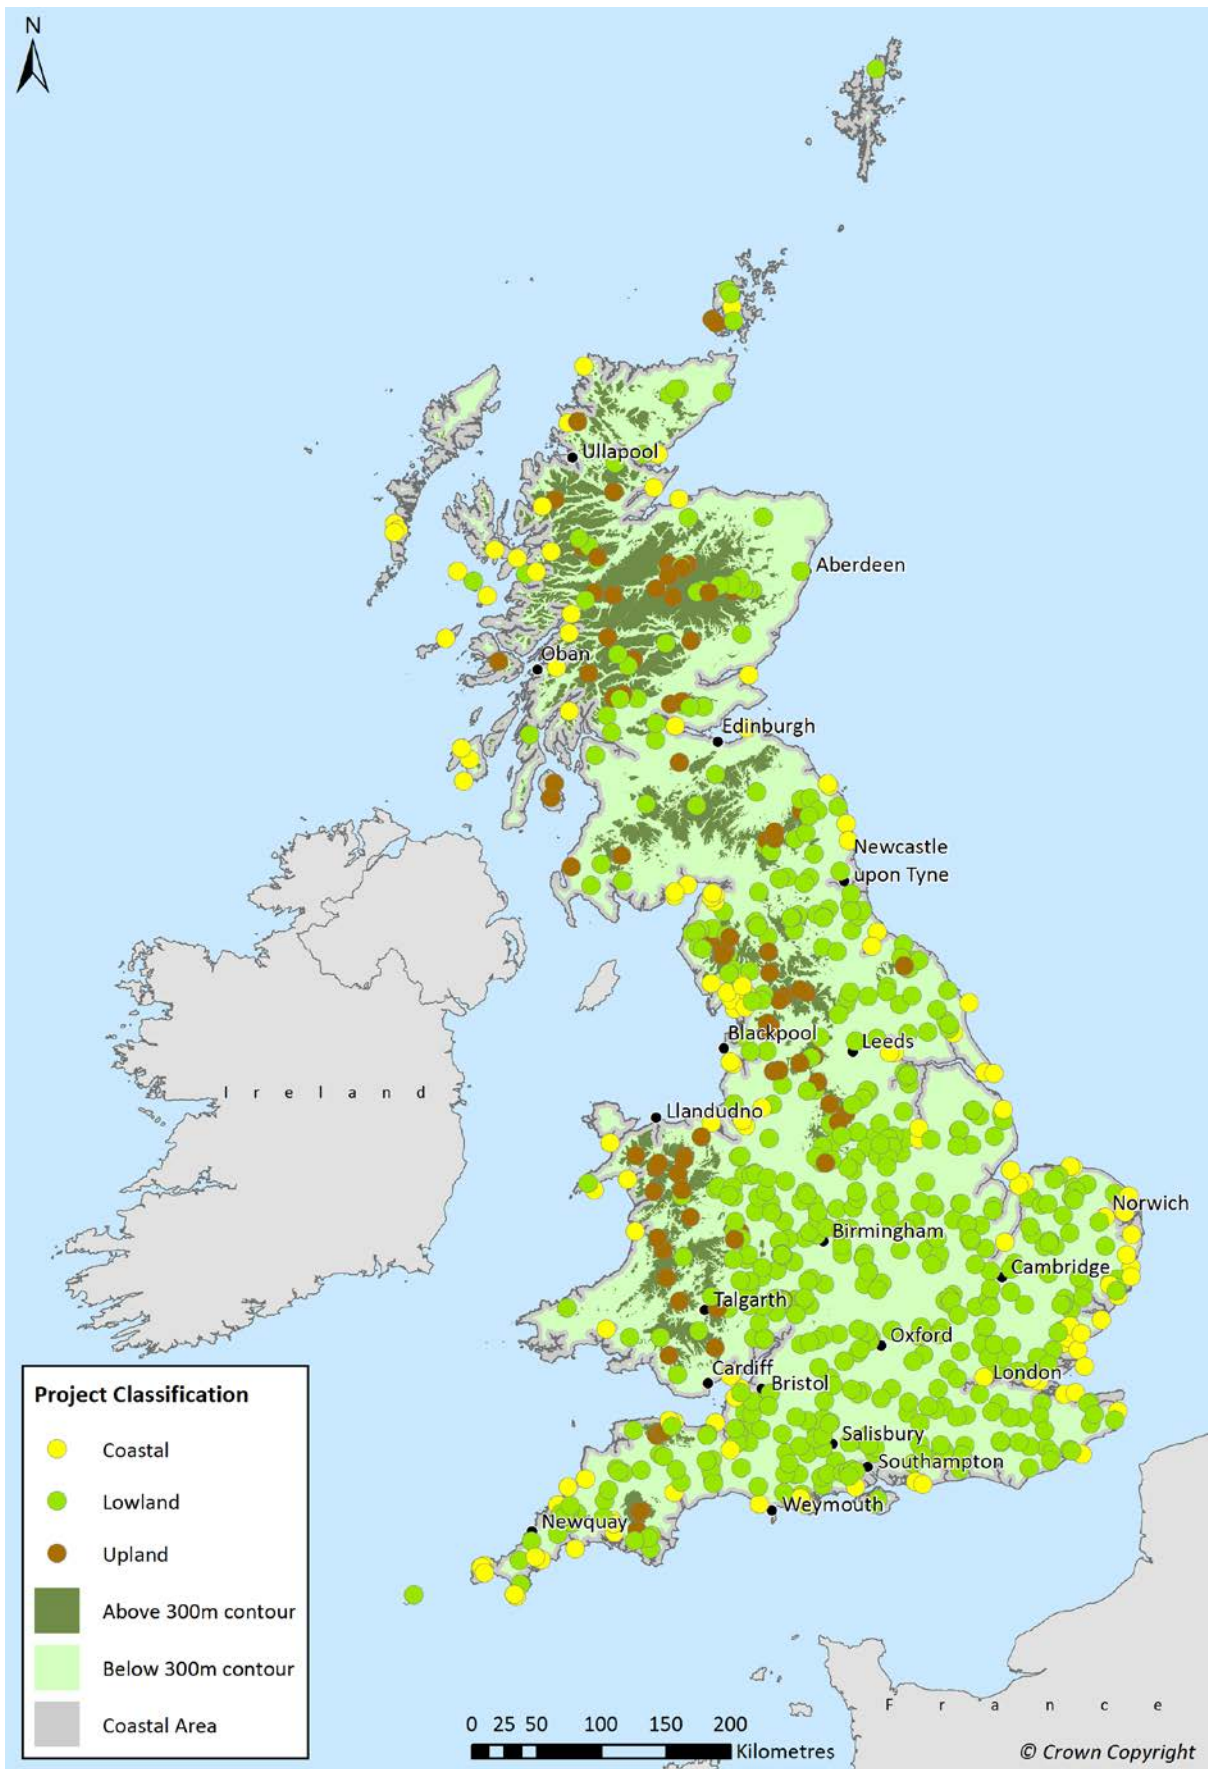 N
Ullapool
Aberdeen
Oban
Edinburgh
Newcastle
upon Tyne
Blackpool
Leeds
Ireland
Llandudno
Norwich
Birmingham
Cambridge
Talgarth
Oxford
Cardiff
London
Bristol
Salisbury
Southampton
Weymouth
Newquay
Project Classification
Coastal
Lowland
Upland
Above 300m contour
Below 300m contour
Coastal Area
France
0 25 50 100 150 200
Kilometres
© Crown Copyright